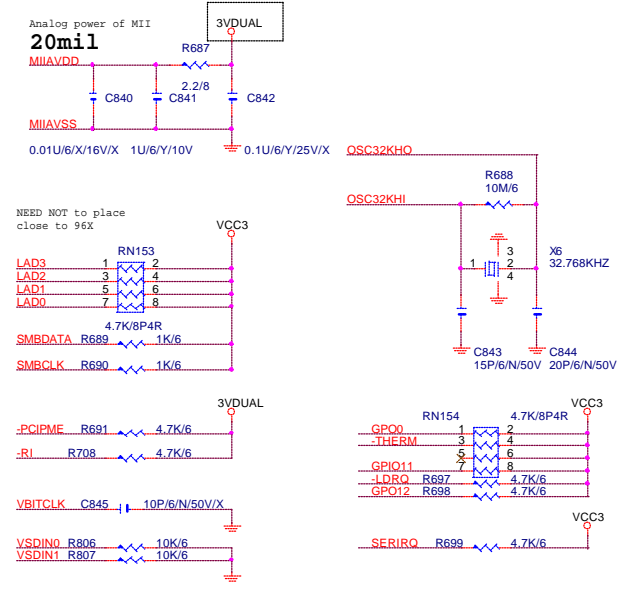 Analog power of MII
20mil
3VDUAL
R687
MIIAVDD
2.2/8
C840
C841
C842
MIIAVSS
0.01U/6/X/16V/X 1U/6/Y/10V 0.1U/6/Y/25V/X
OSC32KHO
R688
10M/6
OSC32KHI
3
X6
1
2
32.768KHZ
4
C843
C844
15P/6/N/50V 20P/6/N/50V
NEED NOT to place
close to 96X
VCC3
RN153
LAD3 1 2
LAD2 3 4
LAD1 5 6
LAD0 7 8
4.7K/8P4R
SMBDATA R689 1K/6
SMBCLK R690 1K/6
3VDUAL
-PCIPME R691 4.7K/6
-RI R708 4.7K/6
VBITCLK C845 10P/6/N/50V/X
VSDIN0 R806 10K/6
VSDIN1 R807 10K/6
VCC3
RN154 4.7K/8P4R
GPO0 1 2
-THERM 3 4
5 6
GPIO11 7 8
-LDRQ R697 4.7K/6
GPO12 R698 4.7K/6
VCC3
SERIRQ R699 4.7K/6